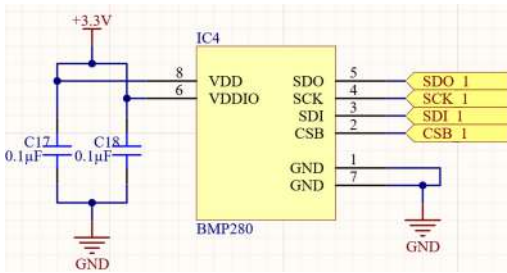 +3.3V
IC4
8 VDD SDO 5 SDO_1
6 VDDIO SCK 4 SCK_1
SDI 3 SDI_1
CSB 2 CSB_1
C17 C18
0.1µF 0.1µF
GND 1
GND 7
BMP280
GND
GND